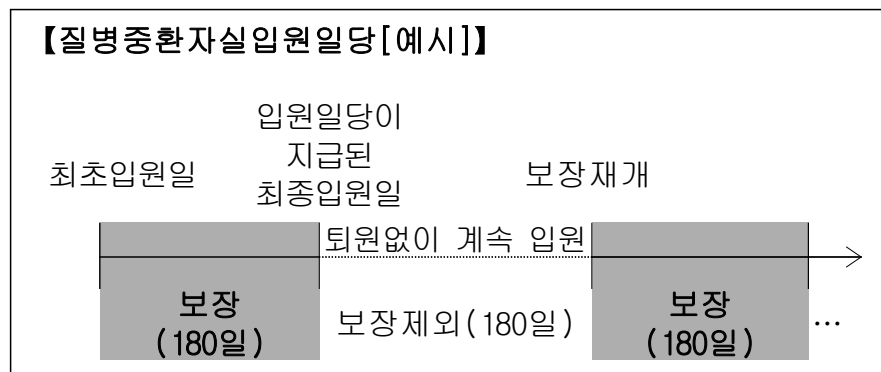 【질병중환자실입원일당[예시]】
입원일당이
지급된
최종입원일
최초입원일
보장재개
퇴원없이 계속 입원
보장
(180일)
보장제외(180일)
보장
(180일)
…